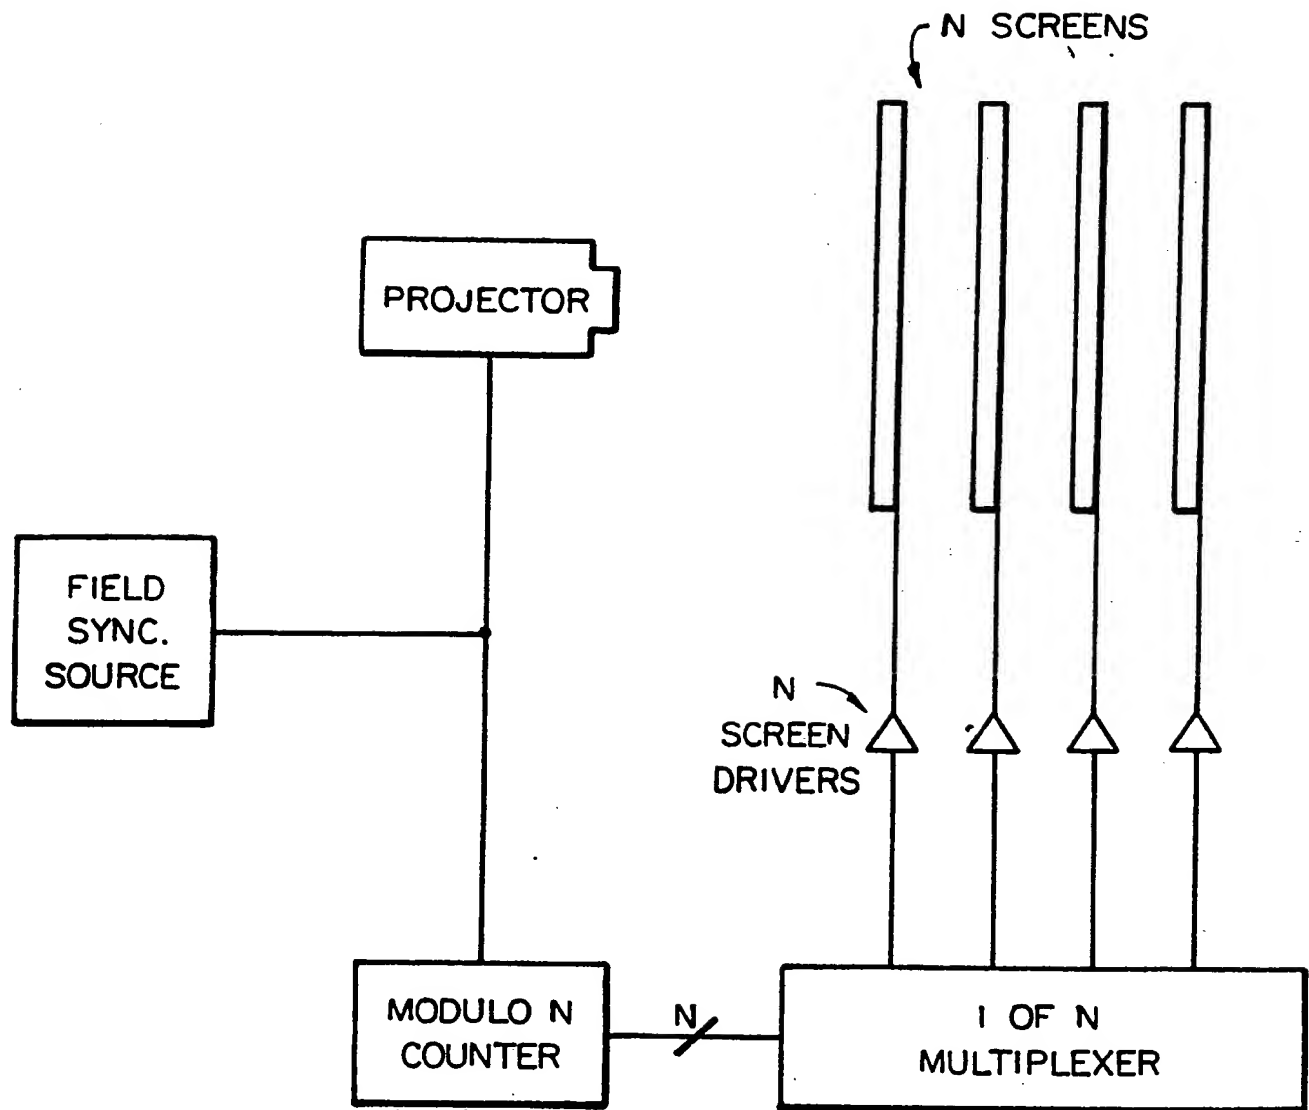 N SCREENS
PROJECTOR
FIELD
SYNC.
SOURCE
N
SCREEN
DRIVERS
MODULO N
COUNTER
N
1 OF N
MULTIPLEXER